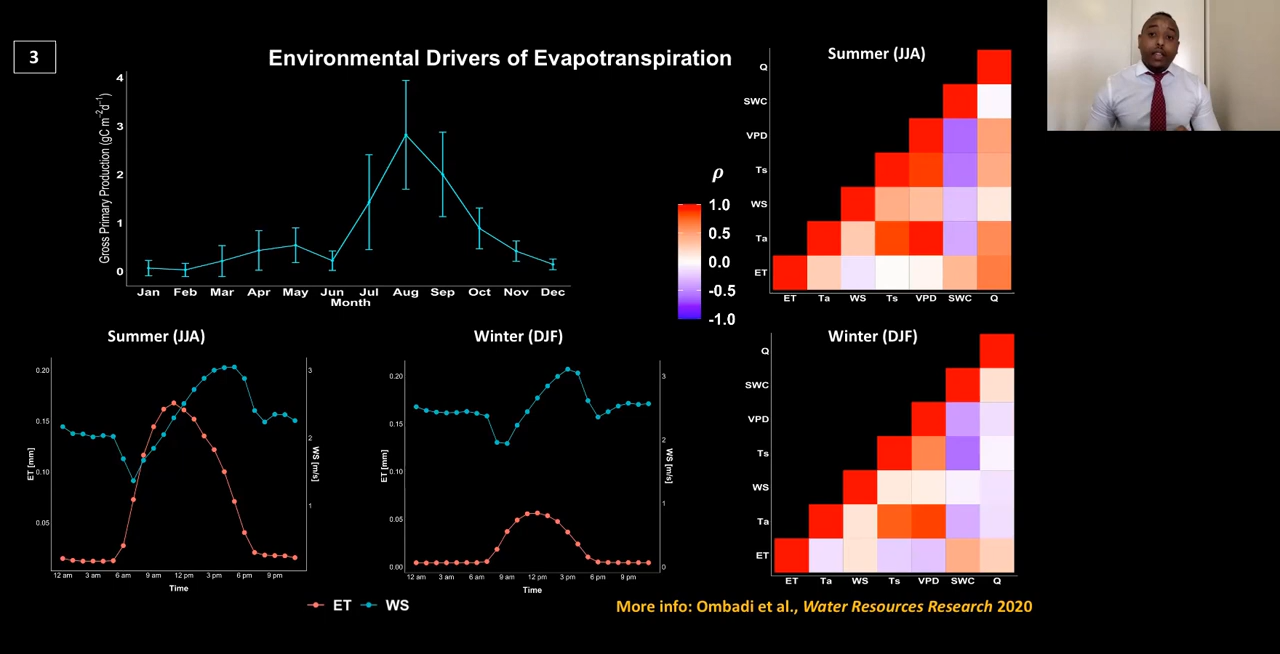 3
Environmental Drivers of Evapotranspiration
Gross Primary Production (gC m⁻²d⁻¹)
4
3
2
1
0
Jan Feb Mar Apr May Jun Jul Aug Sep Oct Nov Dec
Month
ρ
1.0
0.5
0.0
-0.5
-1.0
Summer (JJA)
Q
SWC
VPD
Ts
WS
Ta
ET
ET Ta WS Ts VPD SWC Q
Summer (JJA)
ET [mm]
0.20
0.15
0.10
0.05
3
2
1
WS [m/s]
12 am 3 am 6 am 9 am 12 pm 3 pm 6 pm 9 pm
Time
Winter (DJF)
ET [mm]
0.20
0.15
0.10
0.05
0.00
3
2
1
0
WS [m/s]
12 am 3 am 6 am 9 am 12 pm 3 pm 6 pm 9 pm
Time
ET WS
Winter (DJF)
Q
SWC
VPD
Ts
WS
Ta
ET
ET Ta WS Ts VPD SWC Q
More info: Ombadi et al., Water Resources Research 2020